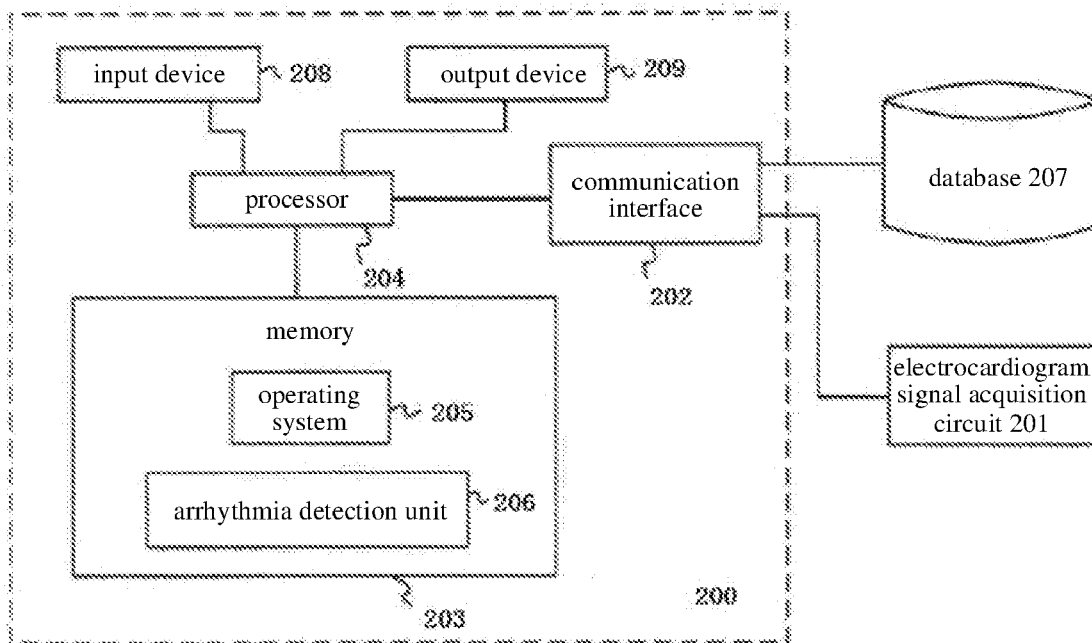 input device
208
output device
209
processor
204
communication
interface
202
database 207
memory
operating
system
205
arrhythmia detection unit
206
203
200
electrocardiogram
signal acquisition
circuit 201